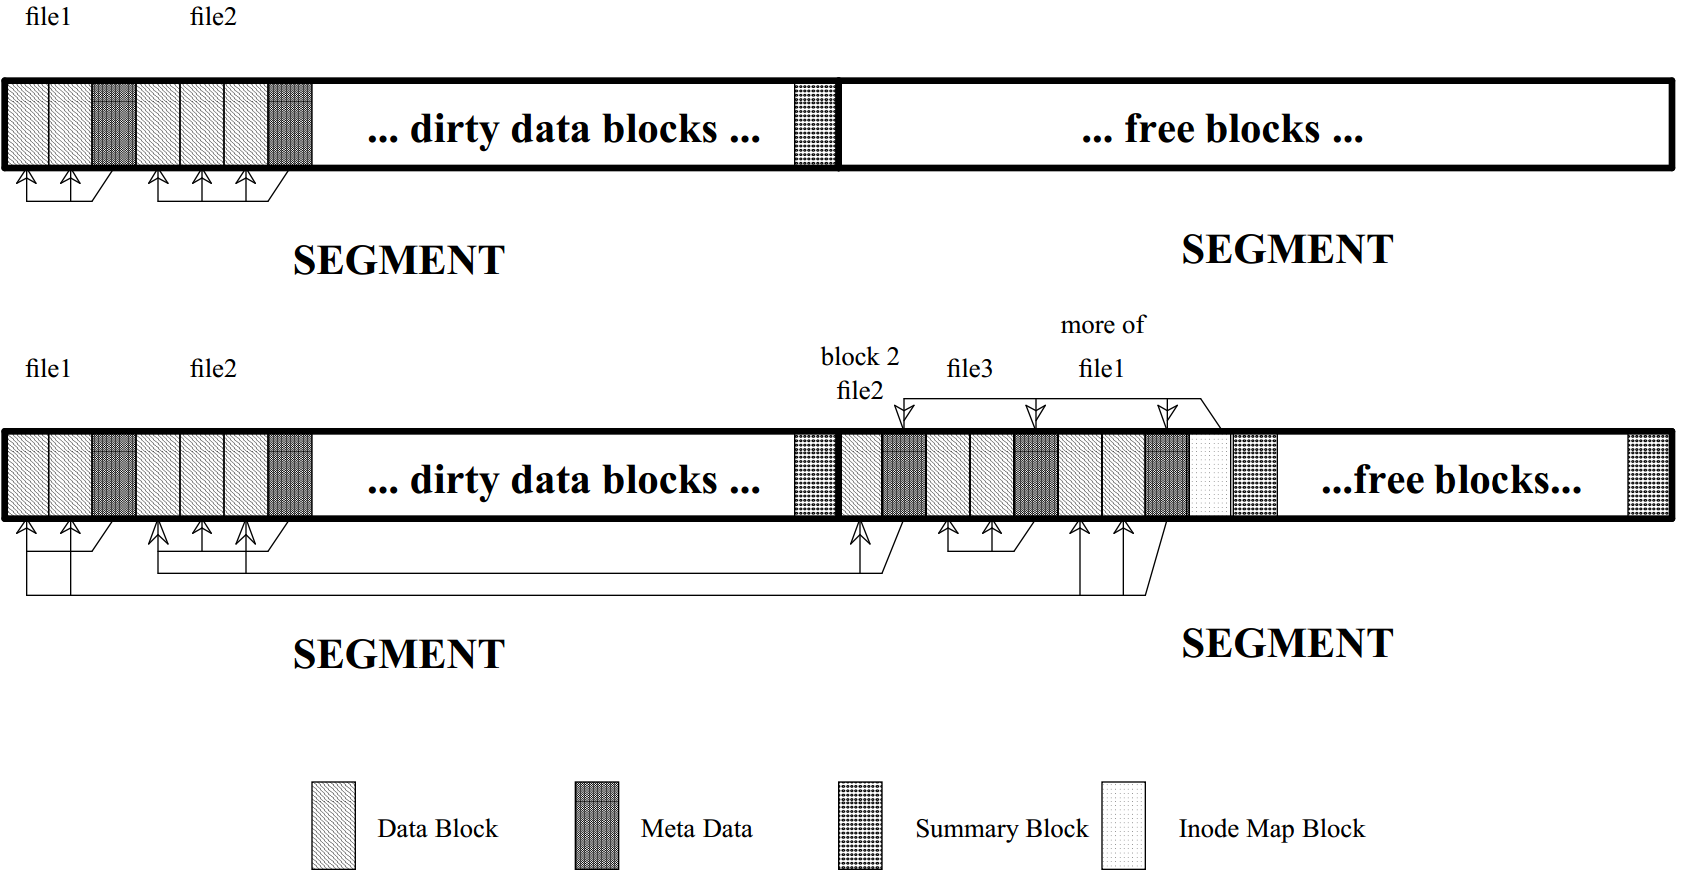 file1
file2
... dirty data blocks ...
... free blocks ...
SEGMENT
SEGMENT
more of
block 2
file1
file2
file2
file3
file1
... dirty data blocks ...
...free blocks...
SEGMENT
SEGMENT
Data Block
Meta Data
Summary Block
Inode Map Block